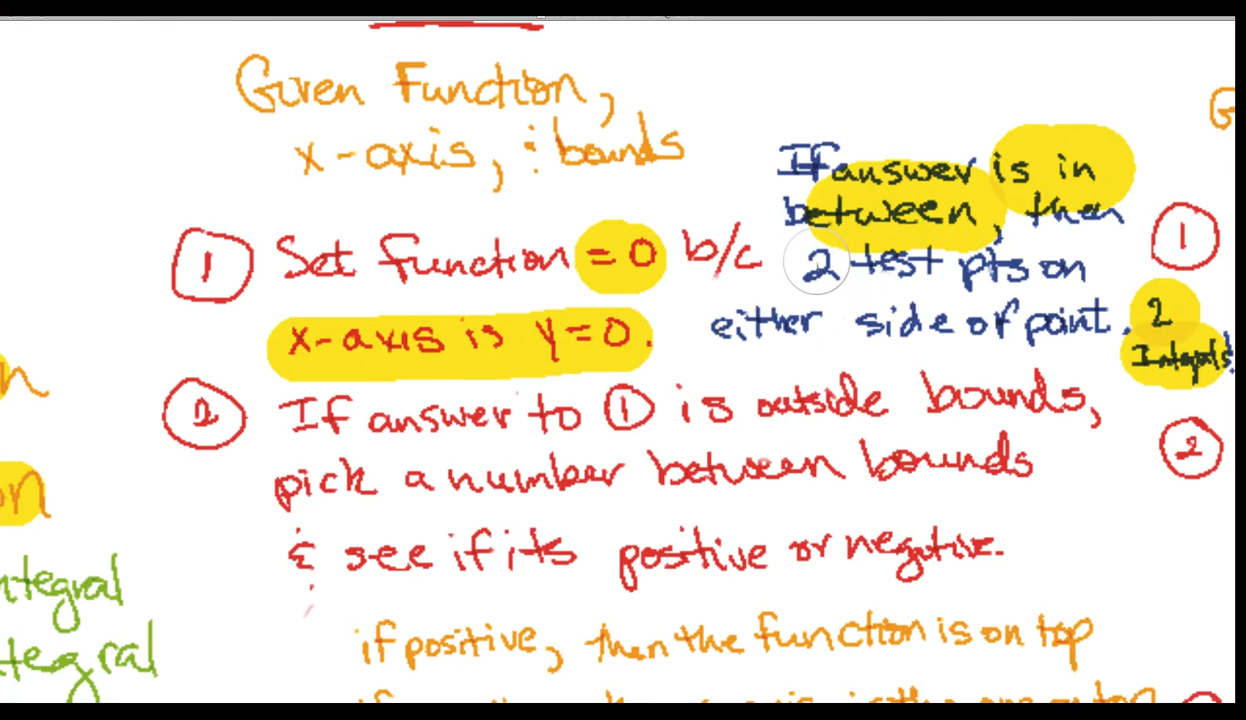 Given Function,
x-axis, & bounds
1 Set function = 0 b/c
x-axis is y=0.
If answer is in
between, then
2 test pts on
either side of point. 2
Integrals
2 If answer to 1 is outside bounds,
pick a number between bounds
& see if its positive or negative.
if positive, then the function is on top
ntegral
tegral
on
1
2